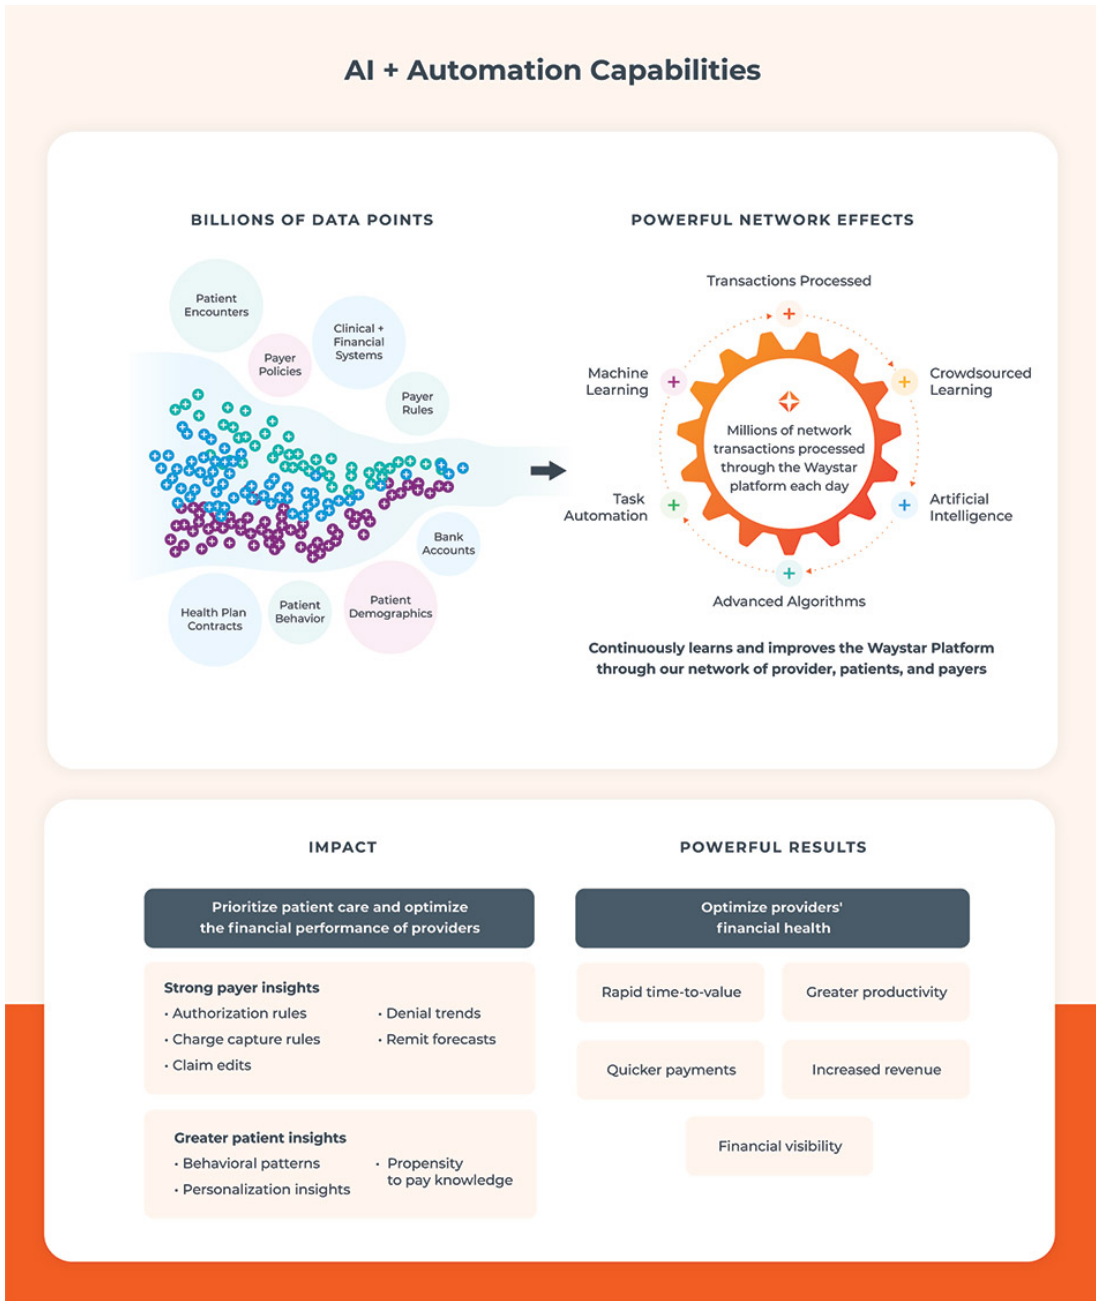 AI + Automation Capabilities
BILLIONS OF DATA POINTS
Patient
Encounters
Payer
Policies
Clinical +
Financial
Systems
Payer
Rules
Bank
Accounts
Health Plan
Contracts
Patient
Behavior
Patient
Demographics
POWERFUL NETWORK EFFECTS
Transactions Processed
Machine
Learning
Crowdsourced
Learning
Millions of network
transactions processed
through the Waystar
platform each day
Task
Automation
Artificial
Intelligence
Advanced Algorithms
Continuously learns and improves the Waystar Platform
through our network of provider, patients, and payers
IMPACT
Prioritize patient care and optimize
the financial performance of providers
Strong payer insights
• Authorization rules
• Charge capture rules
• Claim edits
• Denial trends
• Remit forecasts
Greater patient insights
• Behavioral patterns
• Personalization insights
• Propensity
to pay knowledge
POWERFUL RESULTS
Optimize providers'
financial health
Rapid time-to-value
Greater productivity
Quicker payments
Increased revenue
Financial visibility